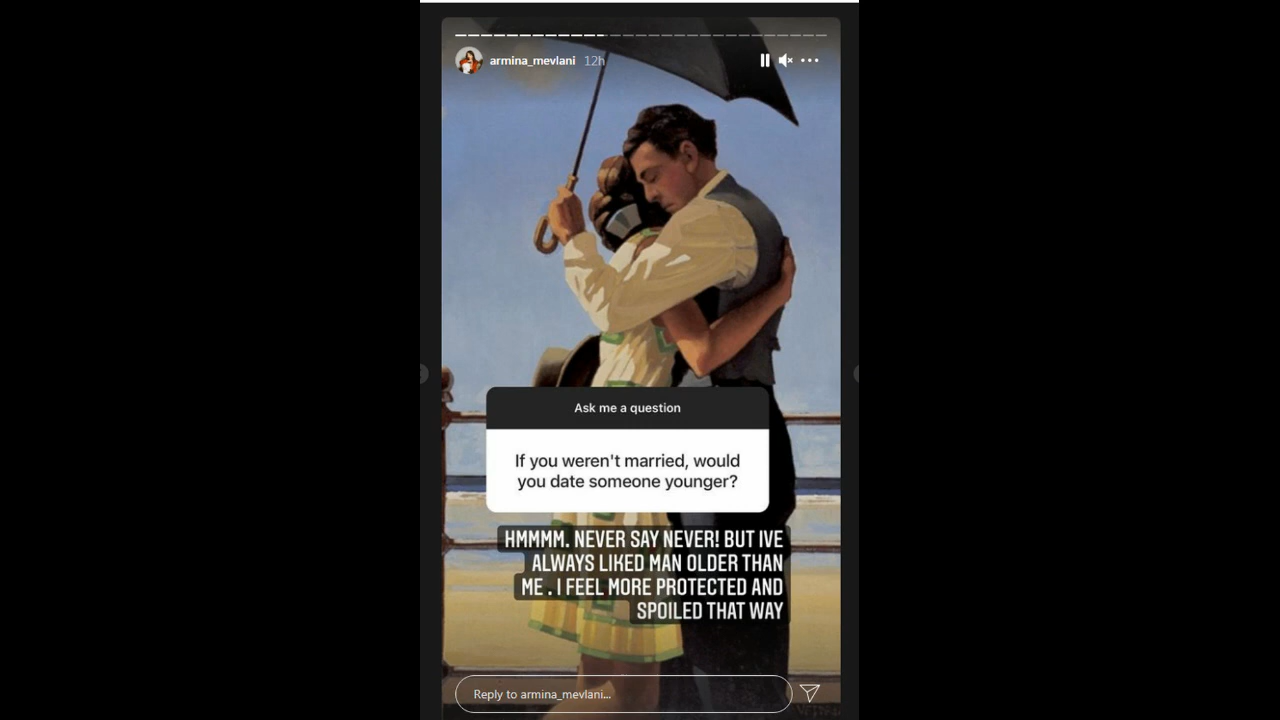 armina_mevlani 12h
Ask me a question
If you weren't married, would
you date someone younger?
HMMMM. NEVER SAY NEVER! BUT IVE
ALWAYS LIKED MAN OLDER THAN
ME . I FEEL MORE PROTECTED AND
SPOILED THAT WAY
Reply to armina_mevlani...